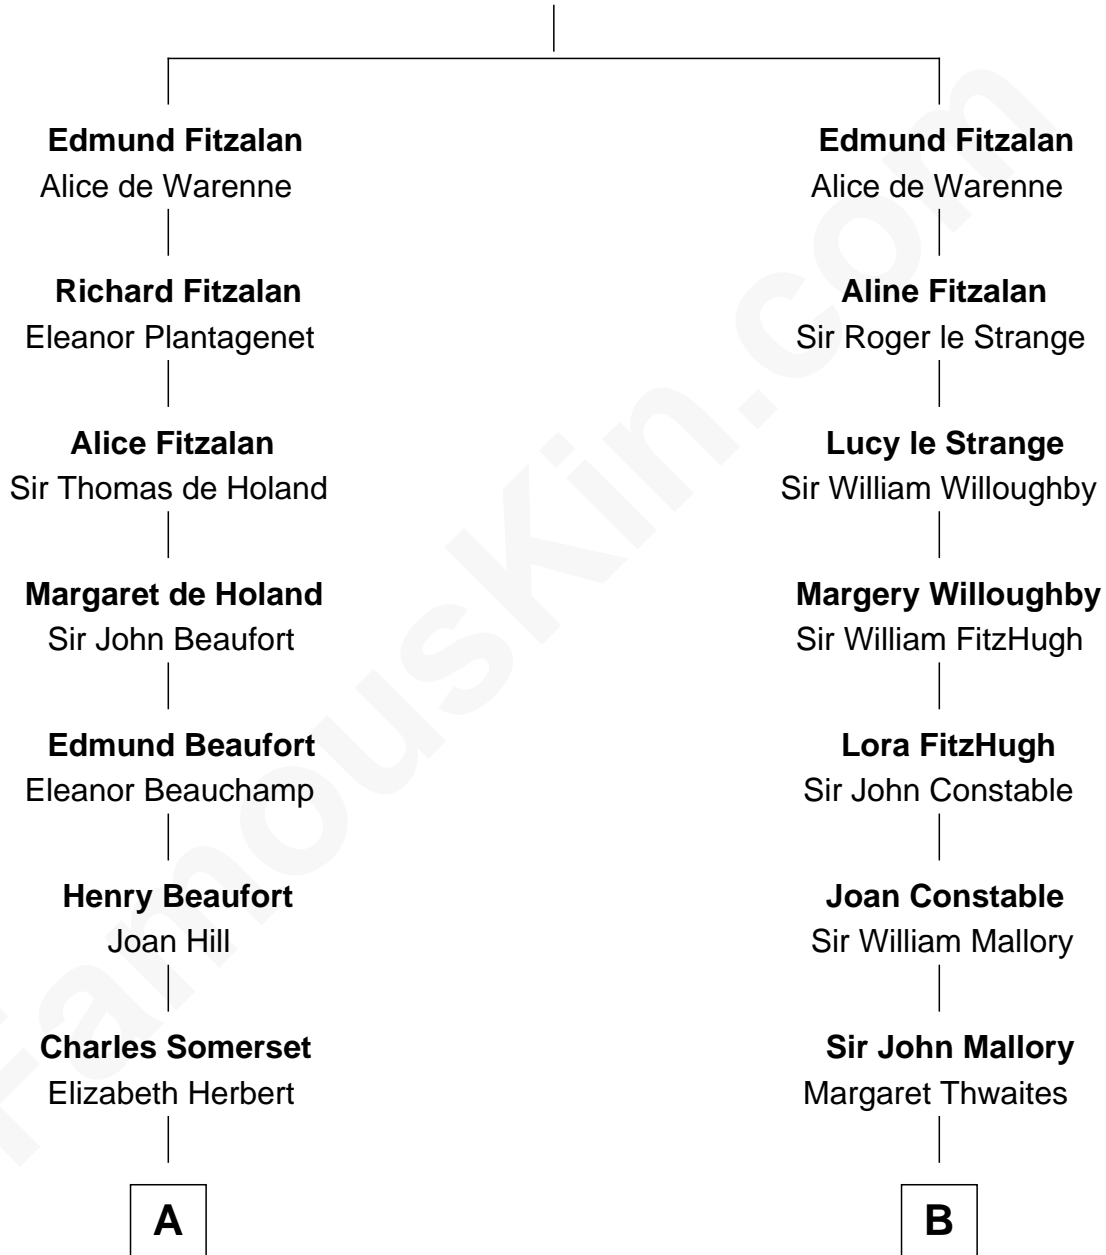 Edmund Fitzalan
Alice de Warenne
Richard Fitzalan
Eleanor Plantagenet
Alice Fitzalan
Sir Thomas de Holand
Margaret de Holand
Sir John Beaufort
Edmund Beaufort
Eleanor Beauchamp
Henry Beaufort
Joan Hill
Charles Somerset
Elizabeth Herbert
A
Edmund Fitzalan
Alice de Warenne
Aline Fitzalan
Sir Roger le Strange
Lucy le Strange
Sir William Willoughby
Margery Willoughby
Sir William FitzHugh
Lora FitzHugh
Sir John Constable
Joan Constable
Sir William Mallory
Sir John Mallory
Margaret Thwaites
B
FamousKin.com